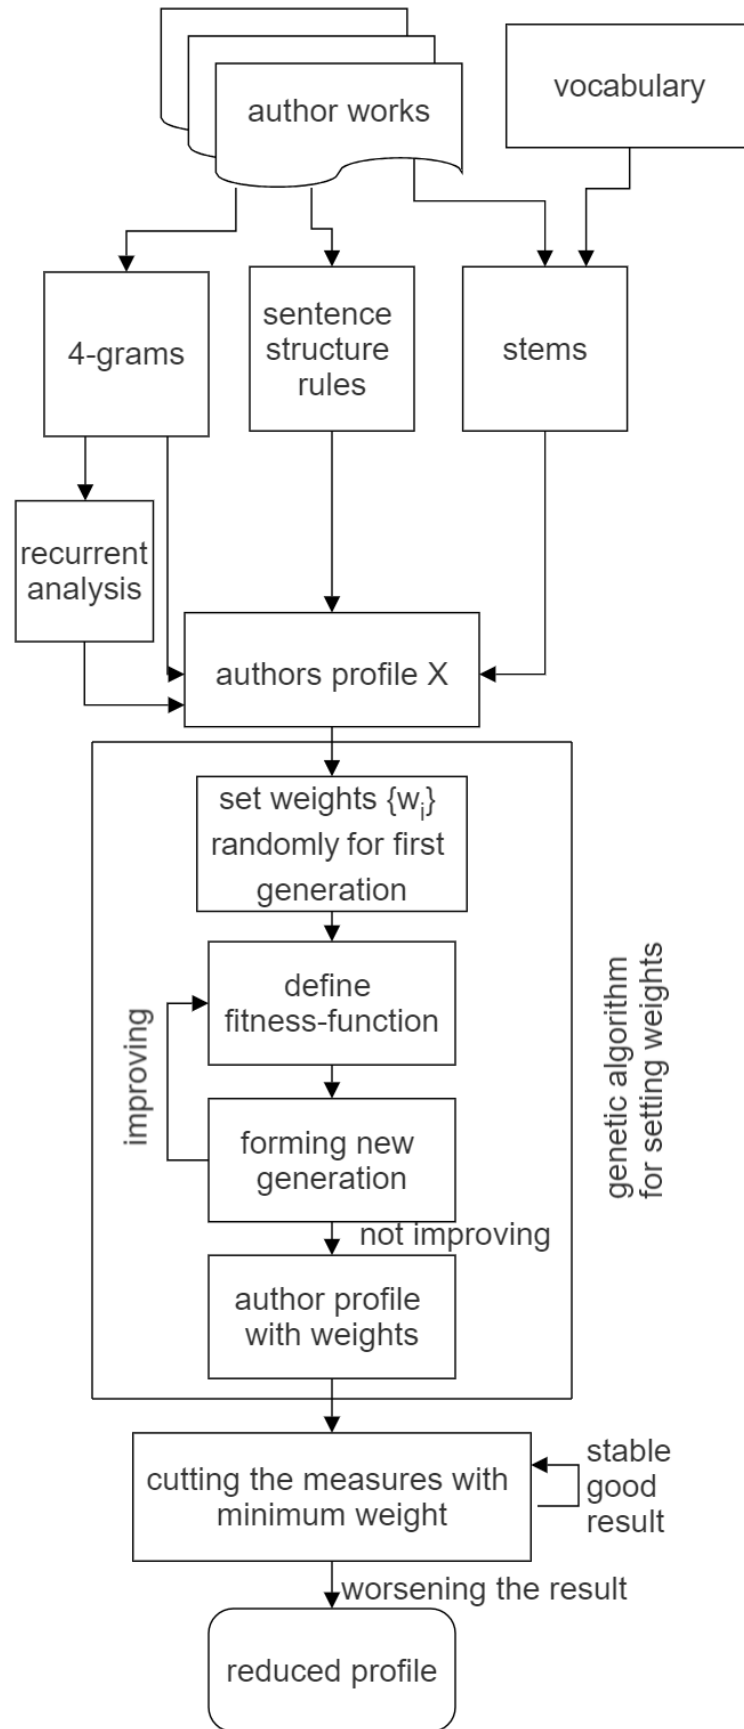 author works
vocabulary
4-grams
sentence
structure
rules
stems
recurrent
analysis
authors profile X
set weights {wᵢ}
randomly for first
generation
define
fitness-function
improving
forming new
generation
not improving
author profile
with weights
genetic algorithm
for setting weights
cutting the measures with
minimum weight
stable
good
result
worsening the result
reduced profile